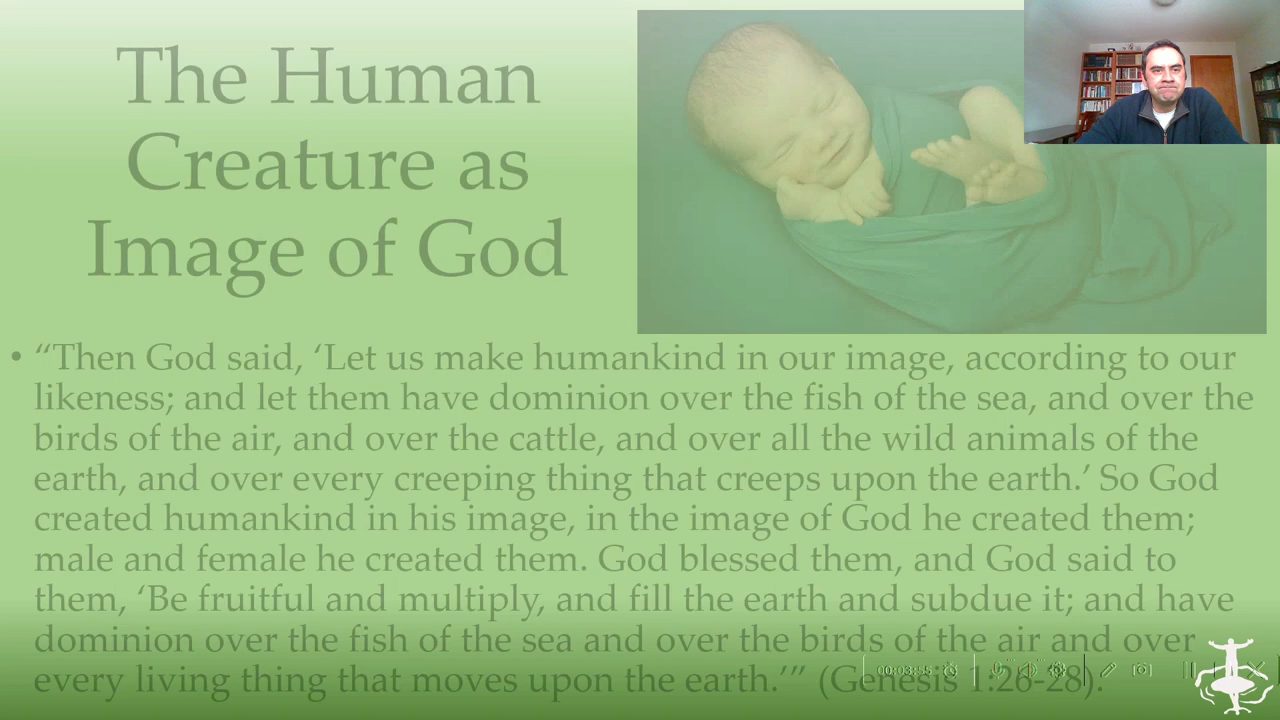 The Human
Creature as
Image of God
• “Then God said, ‘Let us make humankind in our image, according to our
likeness; and let them have dominion over the fish of the sea, and over the
birds of the air, and over the cattle, and over all the wild animals of the
earth, and over every creeping thing that creeps upon the earth.’ So God
created humankind in his image, in the image of God he created them;
male and female he created them. God blessed them, and God said to
them, ‘Be fruitful and multiply, and fill the earth and subdue it; and have
dominion over the fish of the sea and over the birds of the air and over
every living thing that moves upon the earth.’” (Genesis 1:26-28).
00:03:55